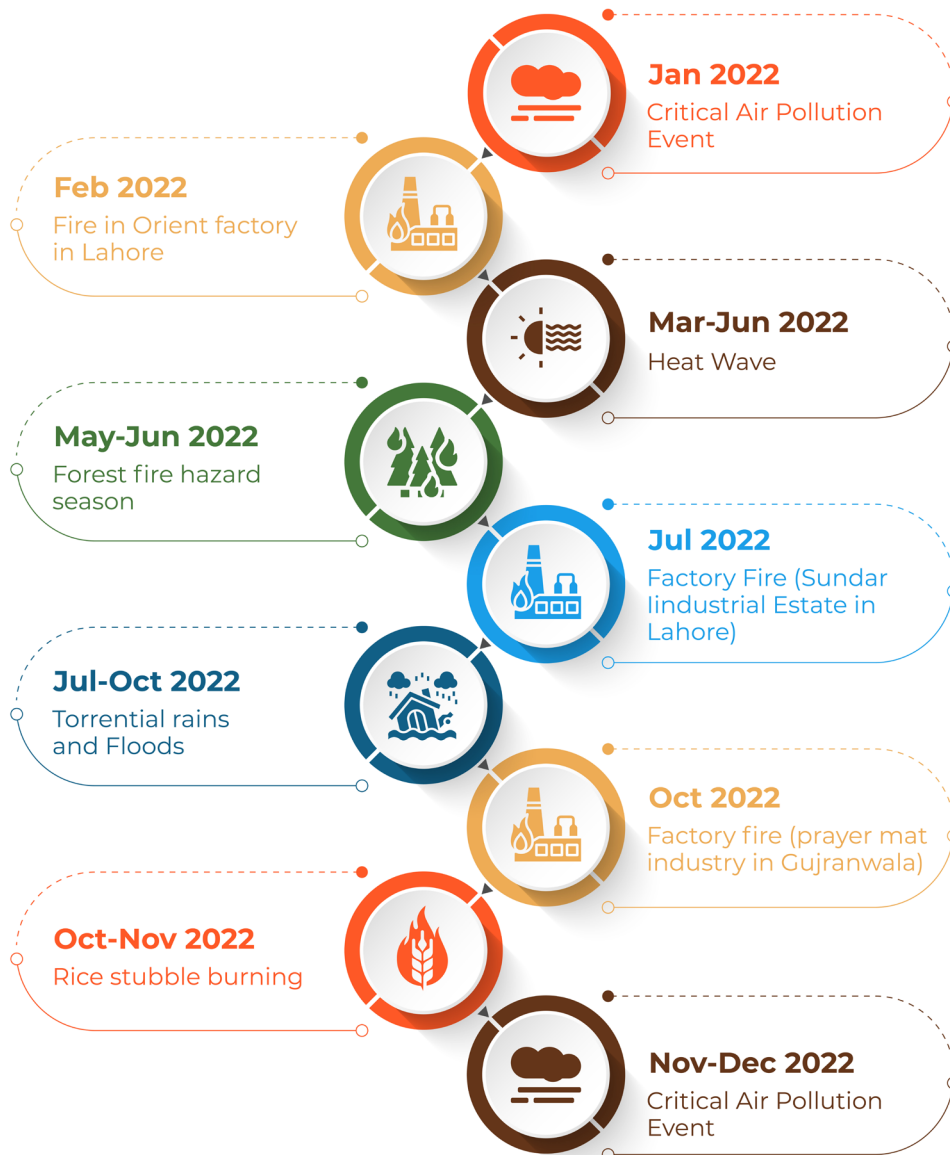 Jan 2022
Critical Air Pollution
Event
Feb 2022
Fire in Orient factory
in Lahore
Mar-Jun 2022
Heat Wave
May-Jun 2022
Forest fire hazard
season
Jul 2022
Factory Fire (Sundar
Iindustrial Estate in
Lahore)
Jul-Oct 2022
Torrential rains
and Floods
Oct 2022
Factory fire (prayer mat
industry in Gujranwala)
Oct-Nov 2022
Rice stubble burning
Nov-Dec 2022
Critical Air Pollution
Event